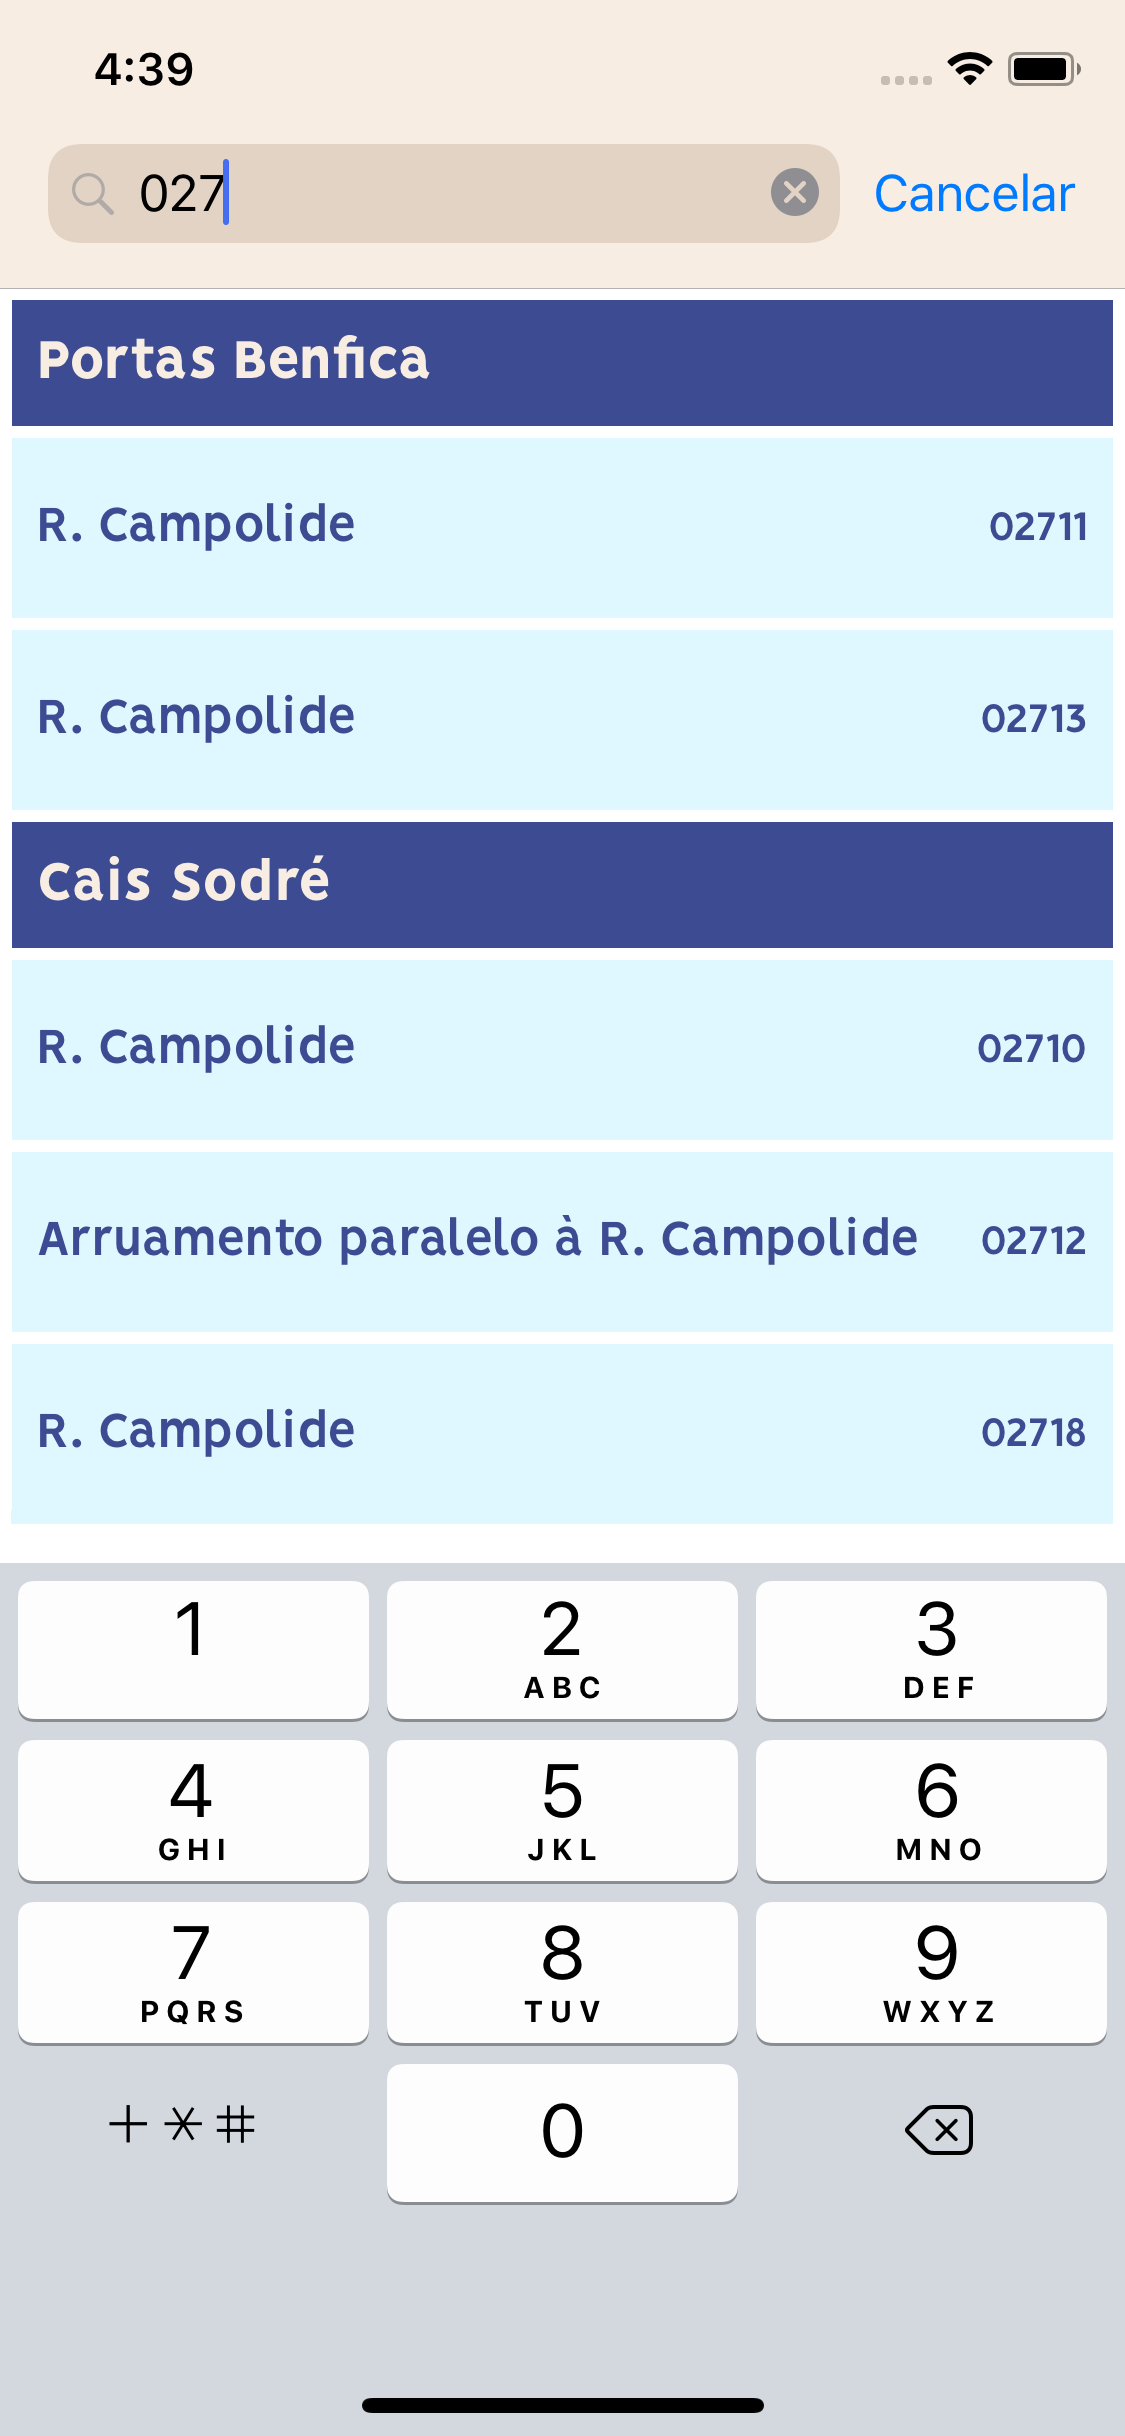 4:39
027
Cancelar
Portas Benfica
R. Campolide 02711
R. Campolide 02713
Cais Sodré
R. Campolide 02710
Arruamento paralelo à R. Campolide 02712
R. Campolide 02718
1 2 3
ABC DEF
4 5 6
GHI JKL MNO
7 8 9
PQRS TUV WXYZ
+*# 0